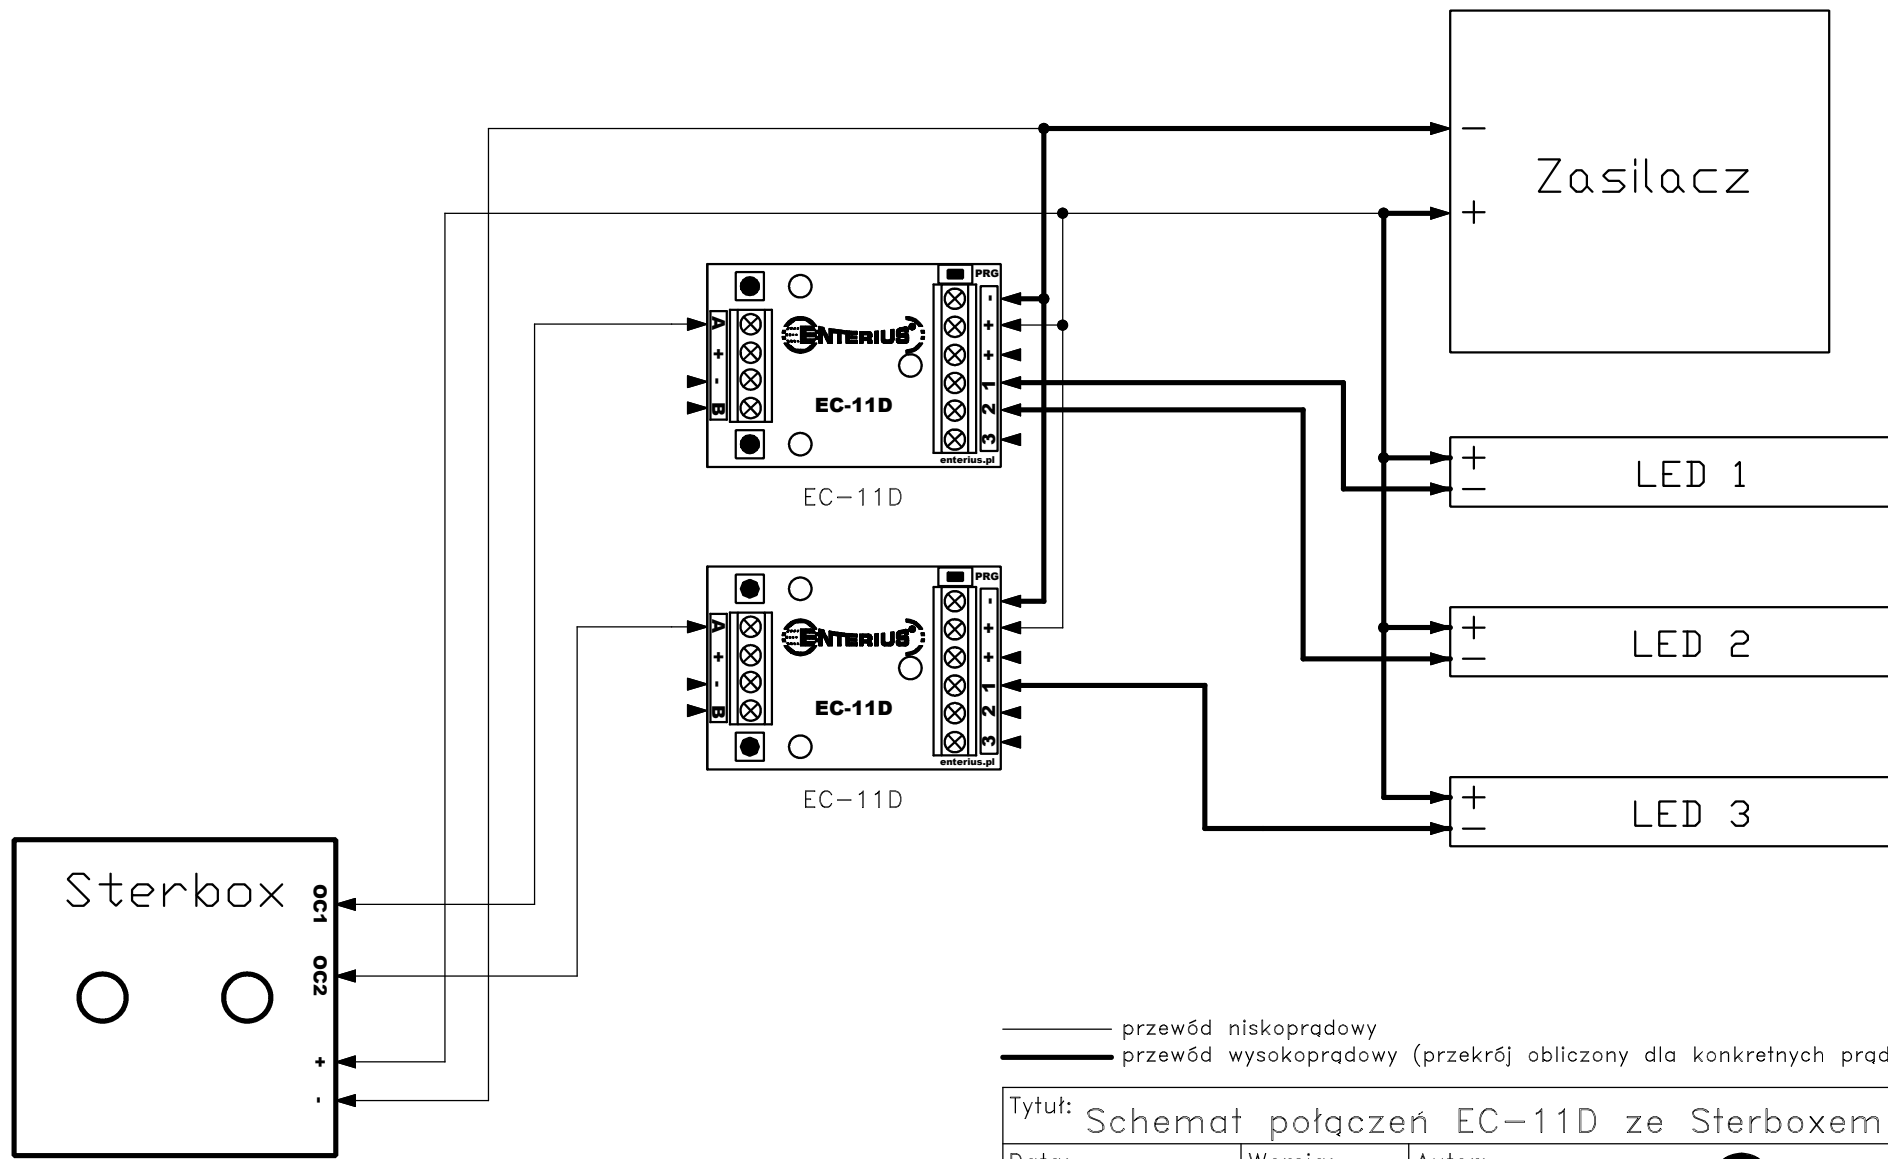 −
Zasilacz
+
PRG
-
A
+
+
ENTERIUS®
+
-
1
EC-11D
B
2
3
enterius.pl
EC-11D
+
LED 1
−
PRG
-
A
+
+
ENTERIUS®
+
-
1
EC-11D
B
2
3
enterius.pl
EC-11D
+
LED 2
−
+
LED 3
−
Sterbox
OC1
OC2
+
-
przewód niskoprądowy
przewód wysokoprądowy (przekrój obliczony dla konkretnych
Tytuł:
Schemat połączeń EC-11D ze Sterboxem